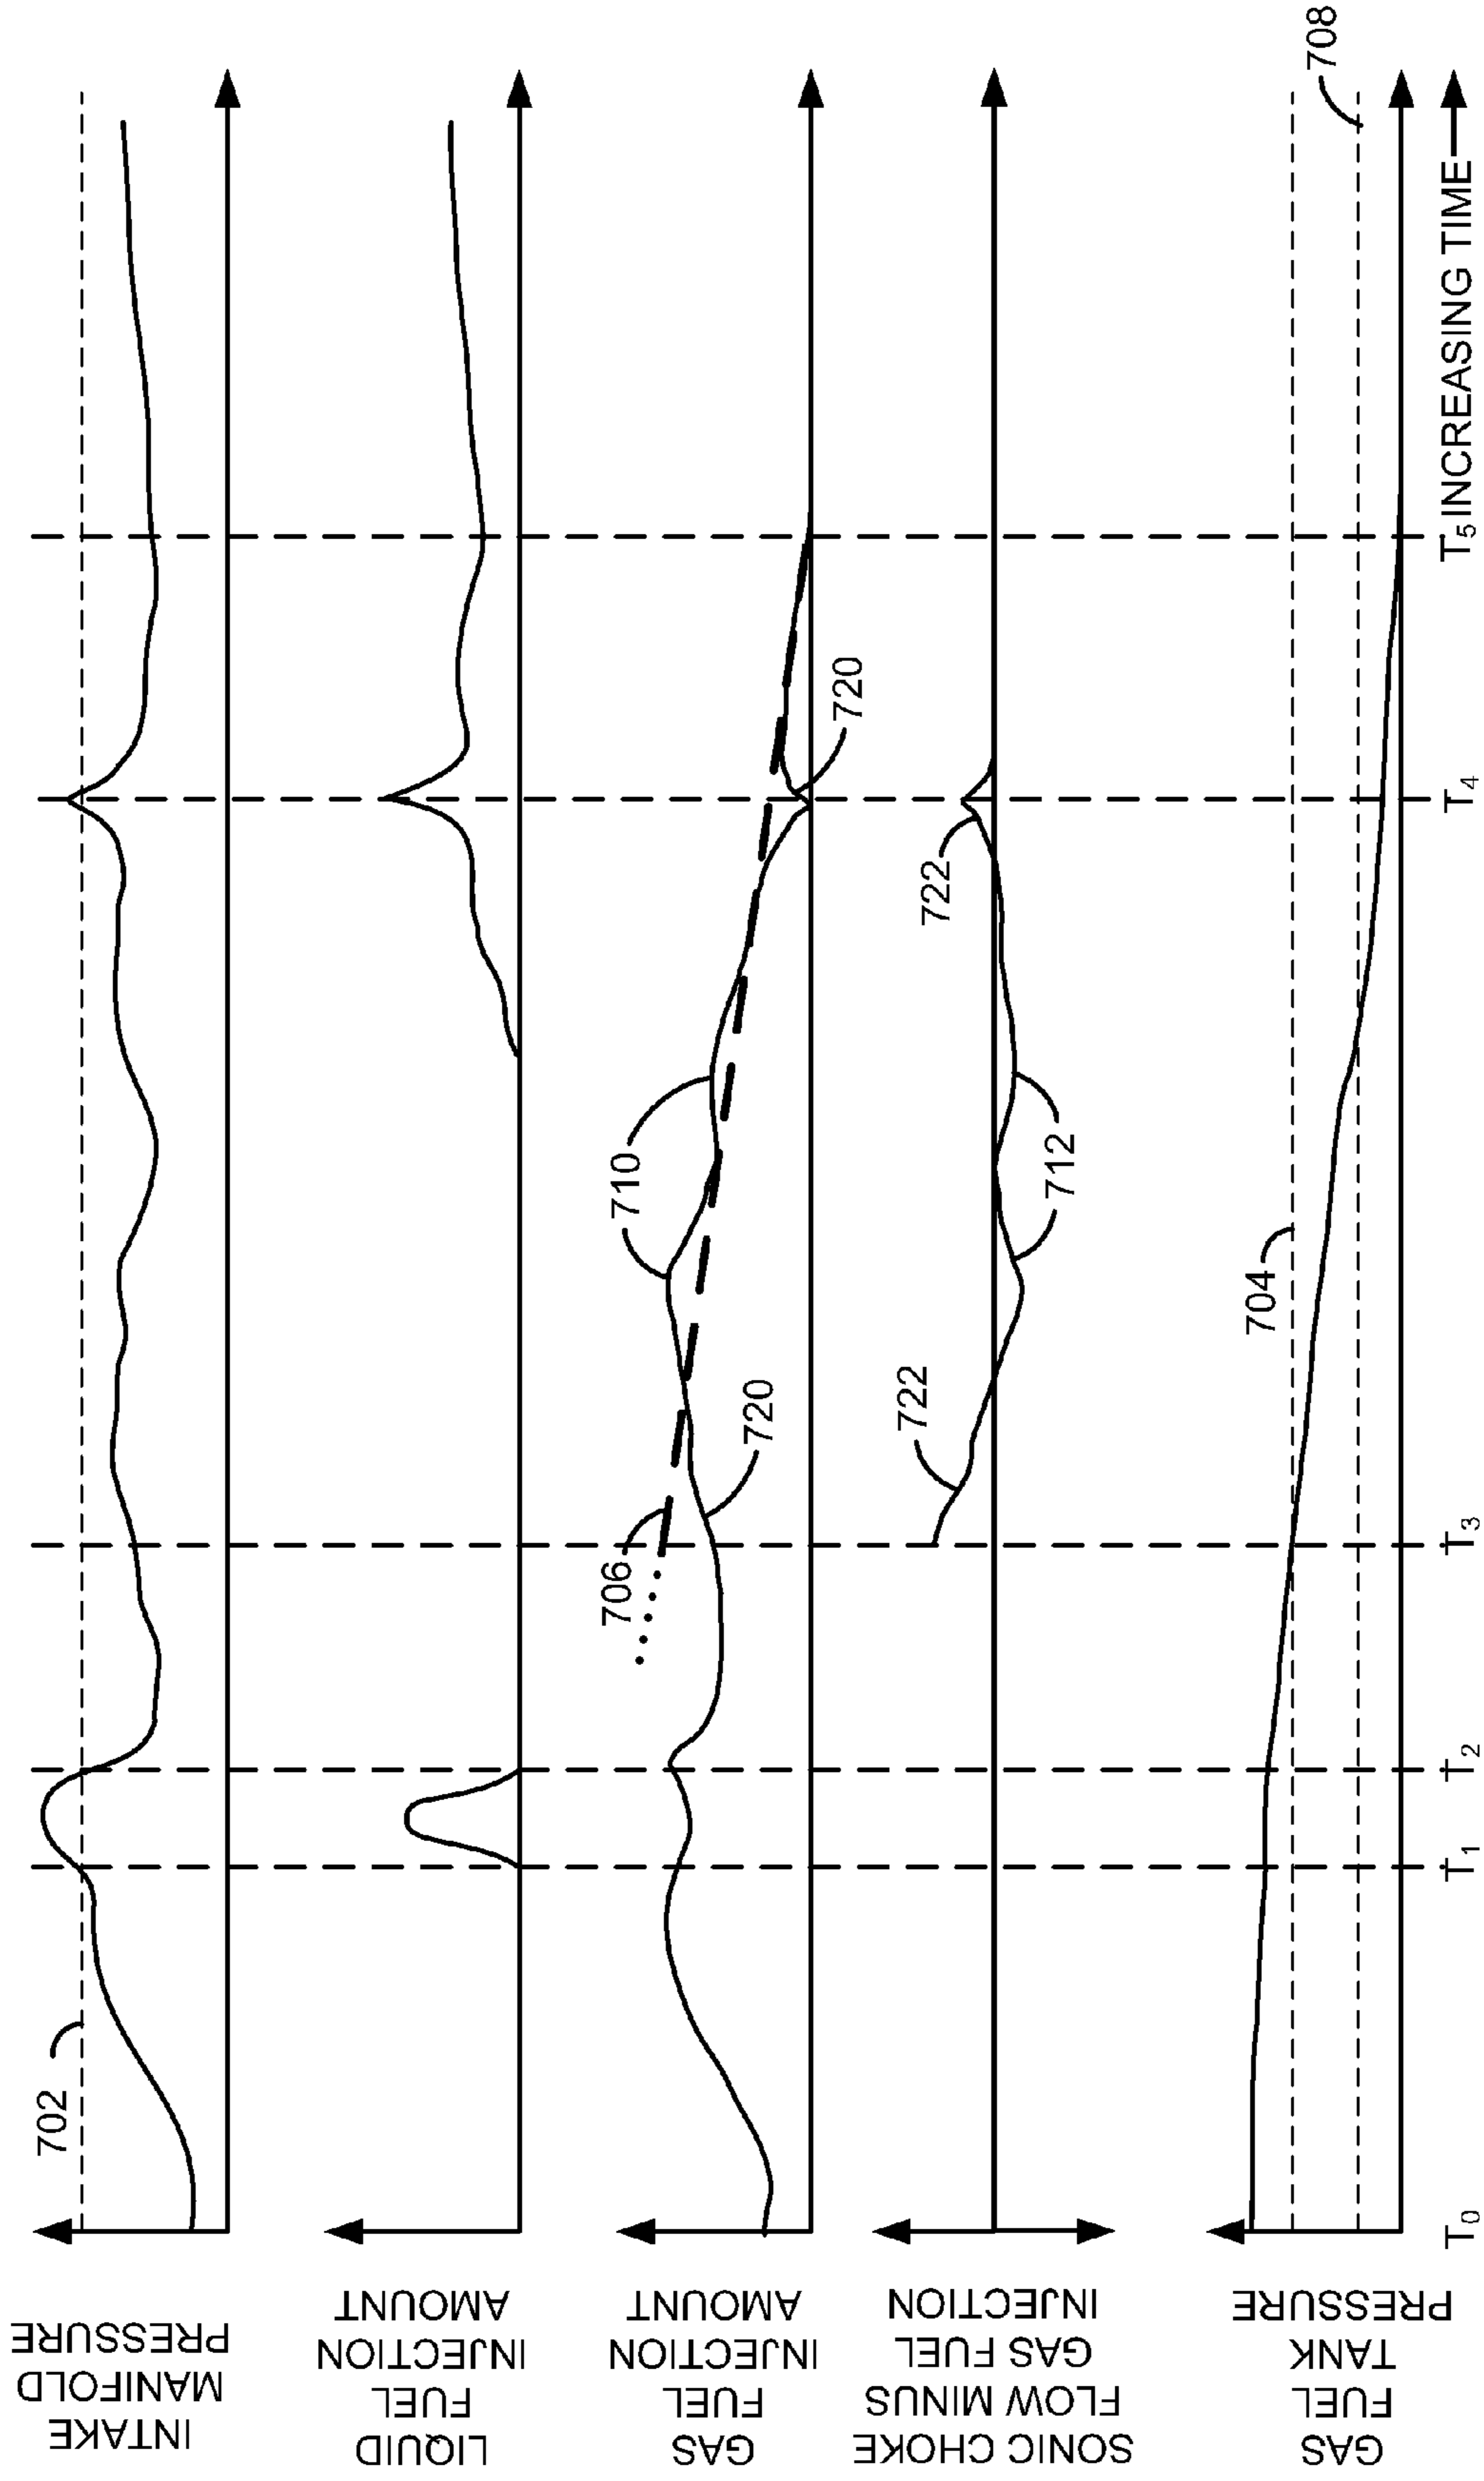 INTAKE
MANIFOLD
PRESSURE
702
LIQUID
FUEL
INJECTION
AMOUNT
GAS
FUEL
INJECTION
AMOUNT
706
720
710
720
SONIC CHOKE
FLOW MINUS
GAS FUEL
INJECTION
722
712
722
GAS
FUEL
TANK
PRESSURE
704
708
T0 T1 T2 T3 T4 T5 INCREASING TIME